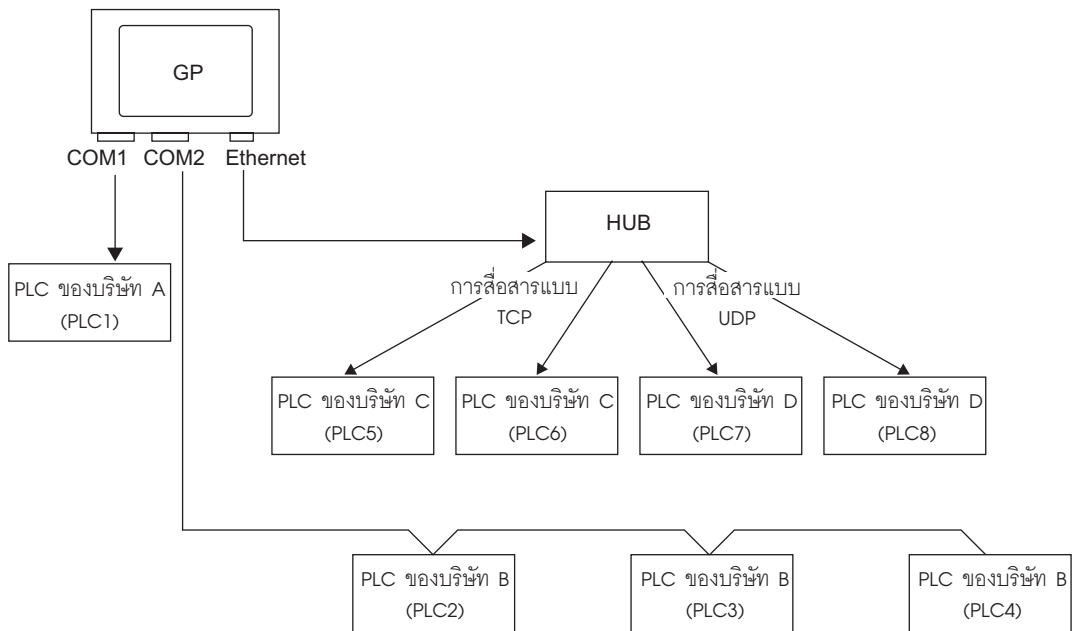 GP
COM1 COM2 Ethernet
HUB
PLC ของบริษัท A
(PLC1)
การสื่อสารแบบ
TCP
การสื่อสารแบบ
UDP
PLC ของบริษัท C
(PLC5)
PLC ของบริษัท C
(PLC6)
PLC ของบริษัท D
(PLC7)
PLC ของบริษัท D
(PLC8)
PLC ของบริษัท B
(PLC2)
PLC ของบริษัท B
(PLC3)
PLC ของบริษัท B
(PLC4)